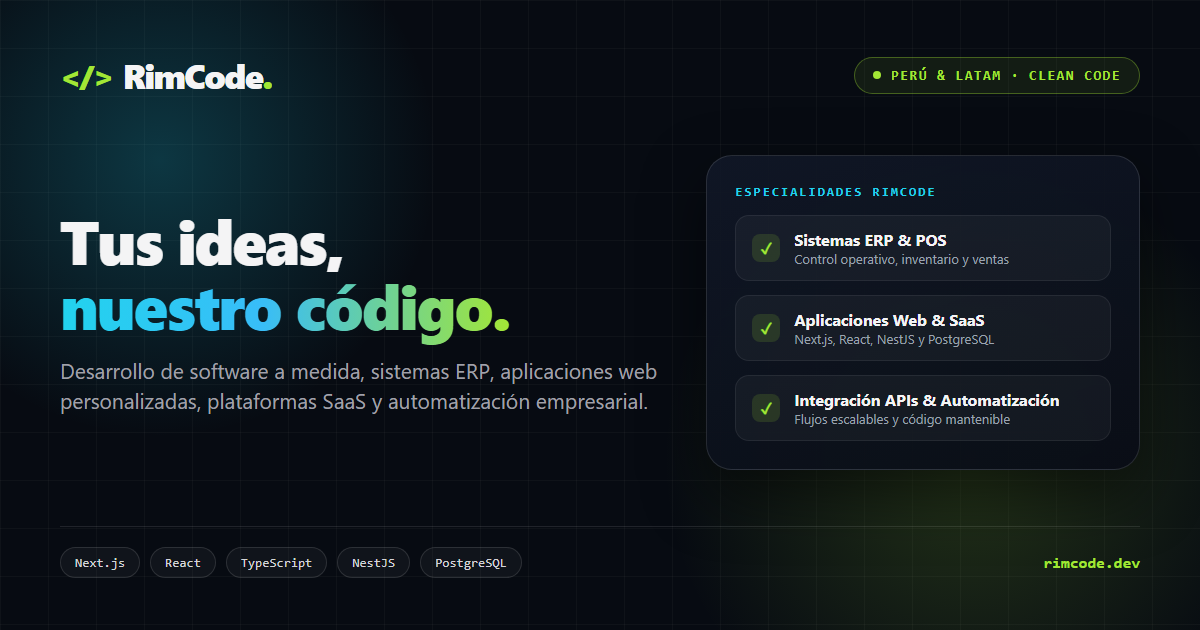 </> RimCode.
PERÚ & LATAM · CLEAN CODE
Tus ideas,
nuestro código.
Desarrollo de software a medida, sistemas ERP, aplicaciones web
personalizadas, plataformas SaaS y automatización empresarial.
ESPECIALIDADES RIMCODE
✓ Sistemas ERP & POS
Control operativo, inventario y ventas
✓ Aplicaciones Web & SaaS
Next.js, React, NestJS y PostgreSQL
✓ Integración APIs & Automatización
Flujos escalables y código mantenible
Next.js React TypeScript NestJS PostgreSQL
rimcode.dev